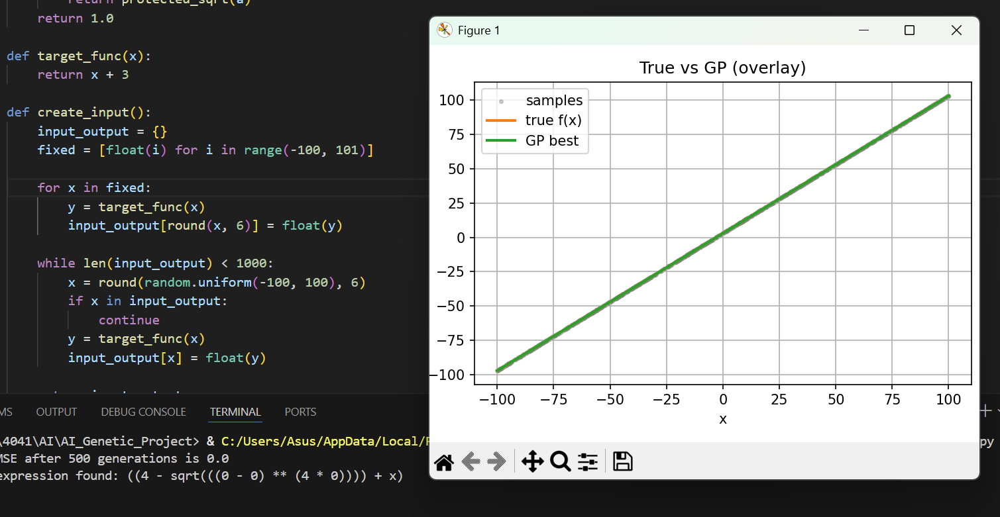 return protected_sqrt(a)
return 1.0
def target_func(x):
return x + 3
def create_input():
input_output = {}
fixed = [float(i) for i in range(-100, 101)]
for x in fixed:
y = target_func(x)
input_output[round(x, 6)] = float(y)
while len(input_output) < 1000:
x = round(random.uniform(-100, 100), 6)
if x in input_output:
continue
y = target_func(x)
input_output[x] = float(y)
MS OUTPUT DEBUG CONSOLE TERMINAL PORTS
\4041\AI\AI_Genetic_Project> & C:/Users/Asus/AppData/Local/
py
MSE after 500 generations is 0.0
expression found: ((4 - sqrt(((0 - 0) ** (4 * 0)))) + x)
Figure 1
True vs GP (overlay)
samples
true f(x)
GP best
100
75
50
25
0
−25
−50
−75
−100
−100 −75 −50 −25 0 25 50 75 100
x